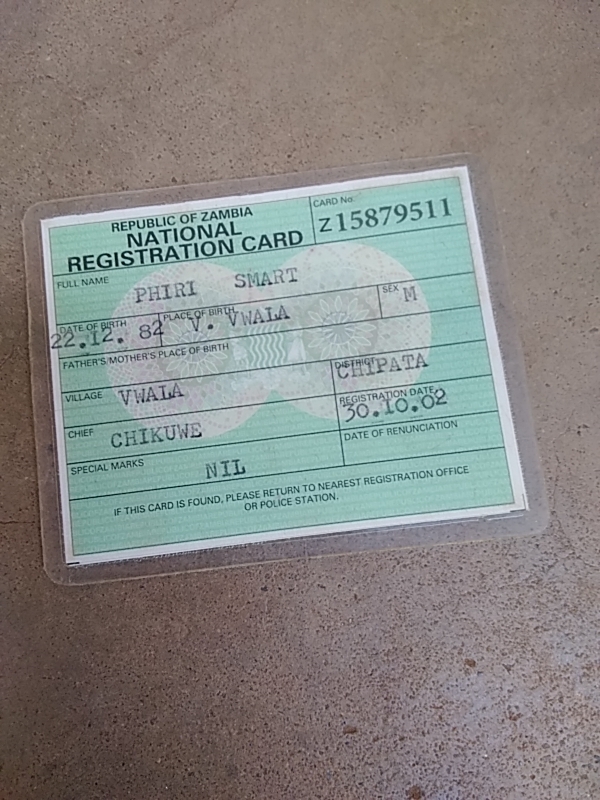 REPUBLIC OF ZAMBIA
NATIONAL
REGISTRATION CARD
CARD No.
Z15879511
FULL NAME
PHIRI SMART
DATE OF BIRTH
22.12. 82
PLACE OF BIRTH
V. VWALA
SEX M
FATHER'S/MOTHER'S PLACE OF BIRTH
VILLAGE VWALA
DISTRICT
CHIPATA
CHIEF CHIKUWE
REGISTRATION DATE
30.10.02
SPECIAL MARKS NIL
DATE OF RENUNCIATION
IF THIS CARD IS FOUND, PLEASE RETURN TO NEAREST REGISTRATION OFFICE
OR POLICE STATION.